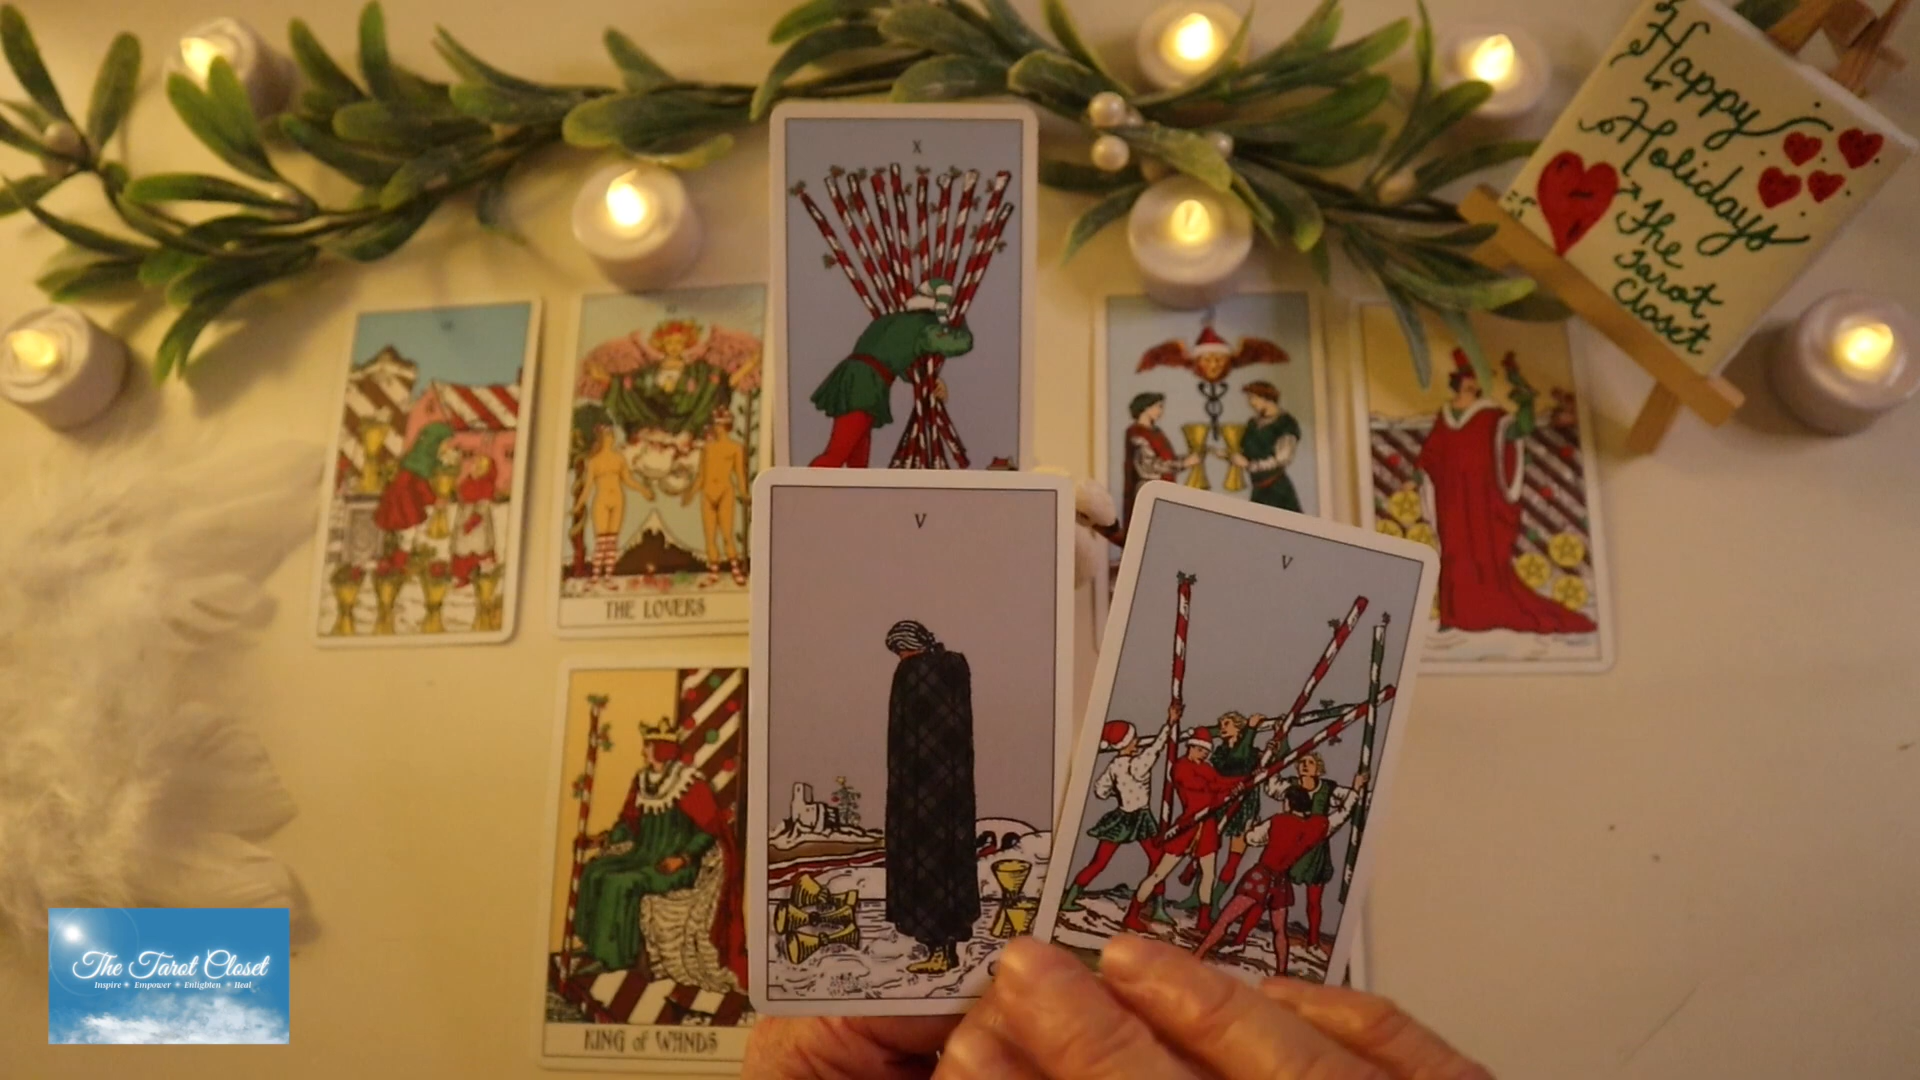 Happy
Holidays
The
Tarot
Closet
X
THE LOVERS
V
V
KING of WANDS
The Tarot Closet
Inspire * Empower * Enlighten * Heal